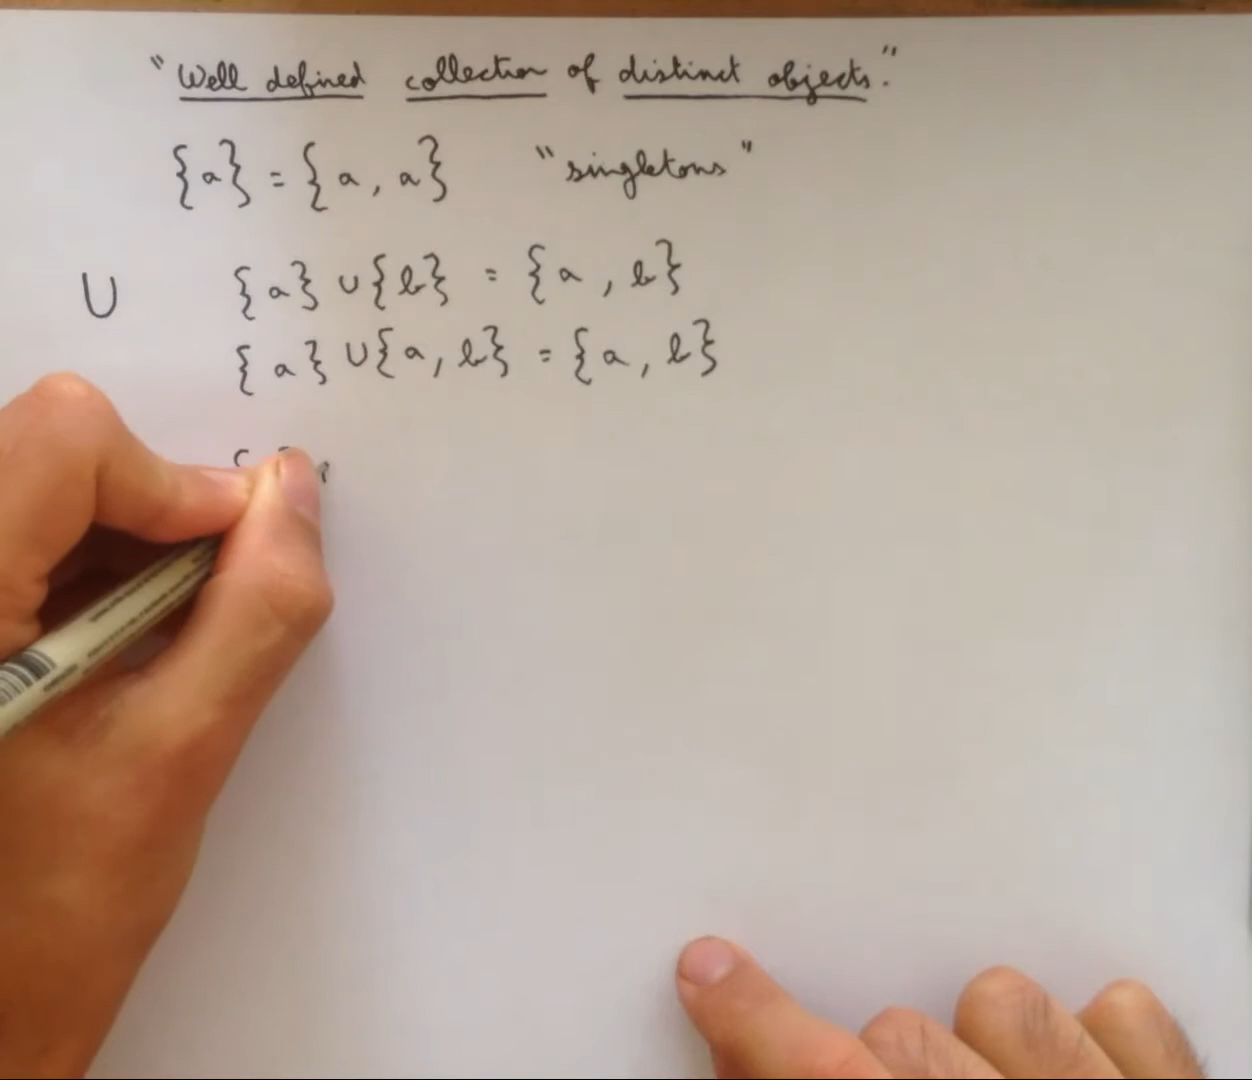 "Well defined collection of distinct objects."
{a} = {a, a} "singletons"
∪ {a} ∪ {b} = {a, b}
{a} ∪ {a, b} = {a, b}